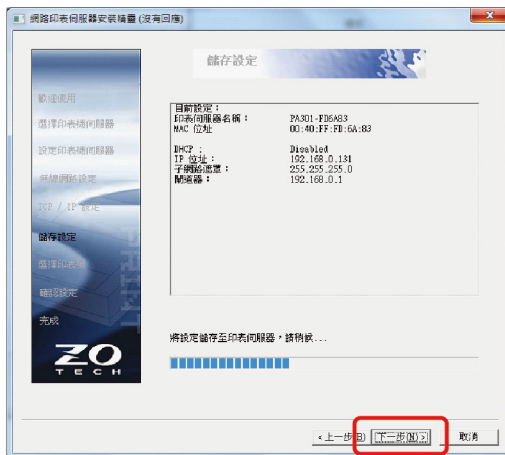 網路印表伺服器安裝精靈 (沒有回應)
儲存設定
歡迎使用
選擇印表機伺服器
設定印表機伺服器
無線網路設定
TCP / IP 設定
儲存設定
選擇印表機
確認設定
完成
ZO
TECH
目前設定：
印表伺服器名稱： PA301-FD6A83
MAC 位址 00:40:FF:FD:6A:83
DHCP : Disabled
IP 位址： 192.168.0.131
子網路遮罩： 255.255.255.0
閘道器： 192.168.0.1
將設定儲存至印表伺服器，請稍候...
<上一步(B) 下一步(N)> 取消